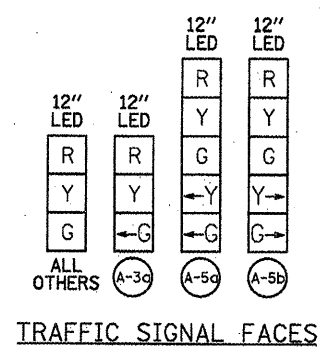 12" LED
R
Y
G
ALL OTHERS
12" LED
R
Y
←G
A-3a
12" LED
R
Y
G
←Y
←G
A-5a
12" LED
R
Y
G
Y→
G→
A-5b
TRAFFIC SIGNAL FACES